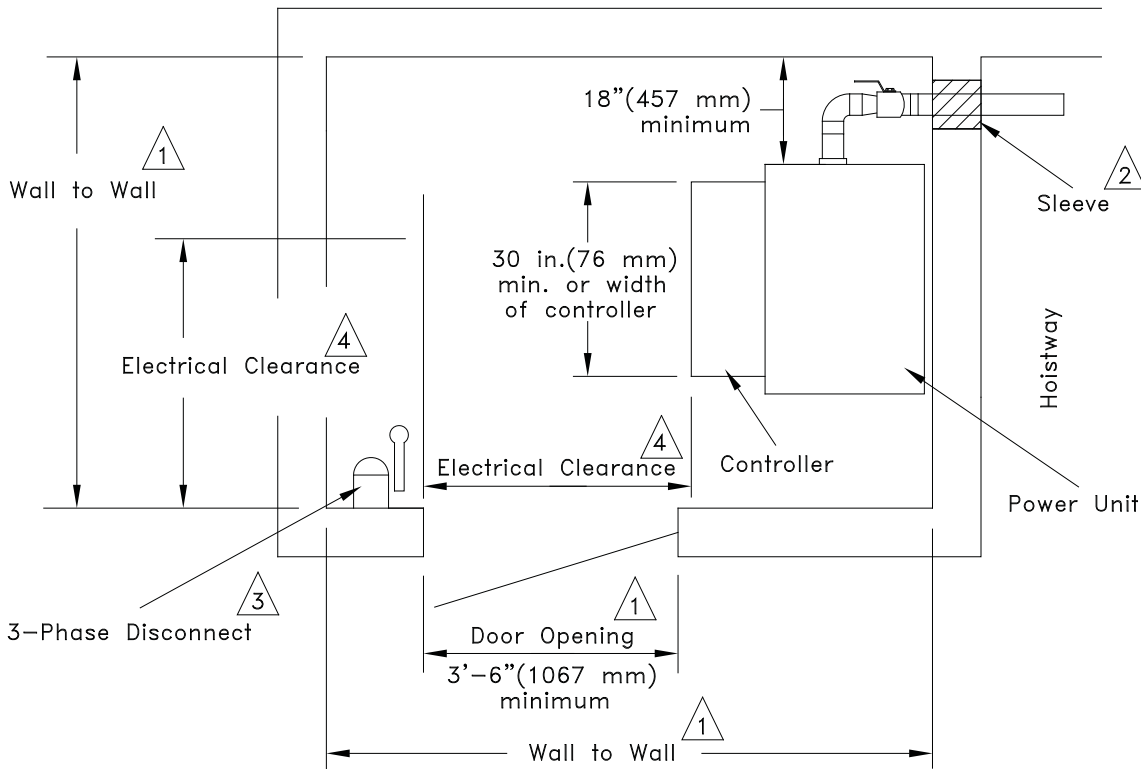 18"(457 mm)
minimum
1
Wall to Wall
2
Sleeve
30 in.(76 mm)
min. or width
of controller
4
Electrical Clearance
Hoistway
4
Electrical Clearance
Controller
Power Unit
3
3-Phase Disconnect
1
Door Opening
3'-6"(1067 mm)
minimum
1
Wall to Wall